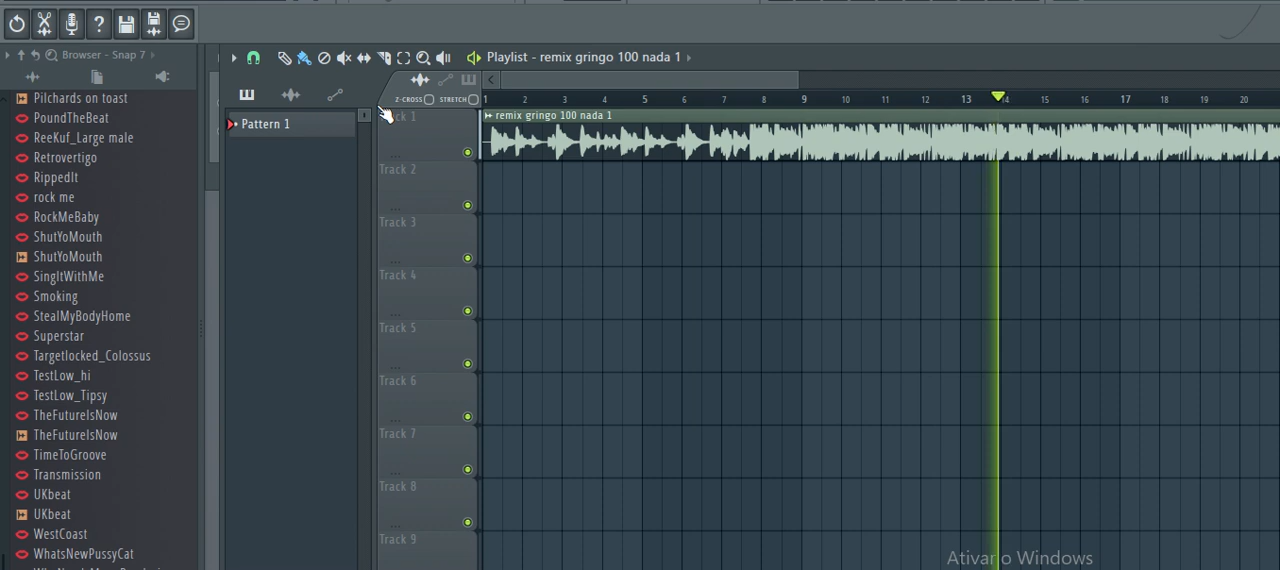 Browser - Snap 7
Playlist - remix gringo 100 nada 1
Z-CROSS STRETCH
1 2 3 4 5 6 7 8 9 10 11 12 13 14 15 16 17 18 19 20
Pilchards on toast
PoundTheBeat
ReeKuf_Large male
Retrovertigo
RippedIt
rock me
RockMeBaby
ShutYoMouth
ShutYoMouth
SingItWithMe
Smoking
StealMyBodyHome
Superstar
Targetlocked_Colossus
TestLow_hi
TestLow_Tipsy
TheFutureIsNow
TheFutureIsNow
TimeToGroove
Transmission
UKbeat
UKbeat
WestCoast
WhatsNewPussyCat
Pattern 1
remix gringo 100 nada 1
Track 2
Track 3
Track 4
Track 5
Track 6
Track 7
Track 8
Track 9
Ativar o Windows